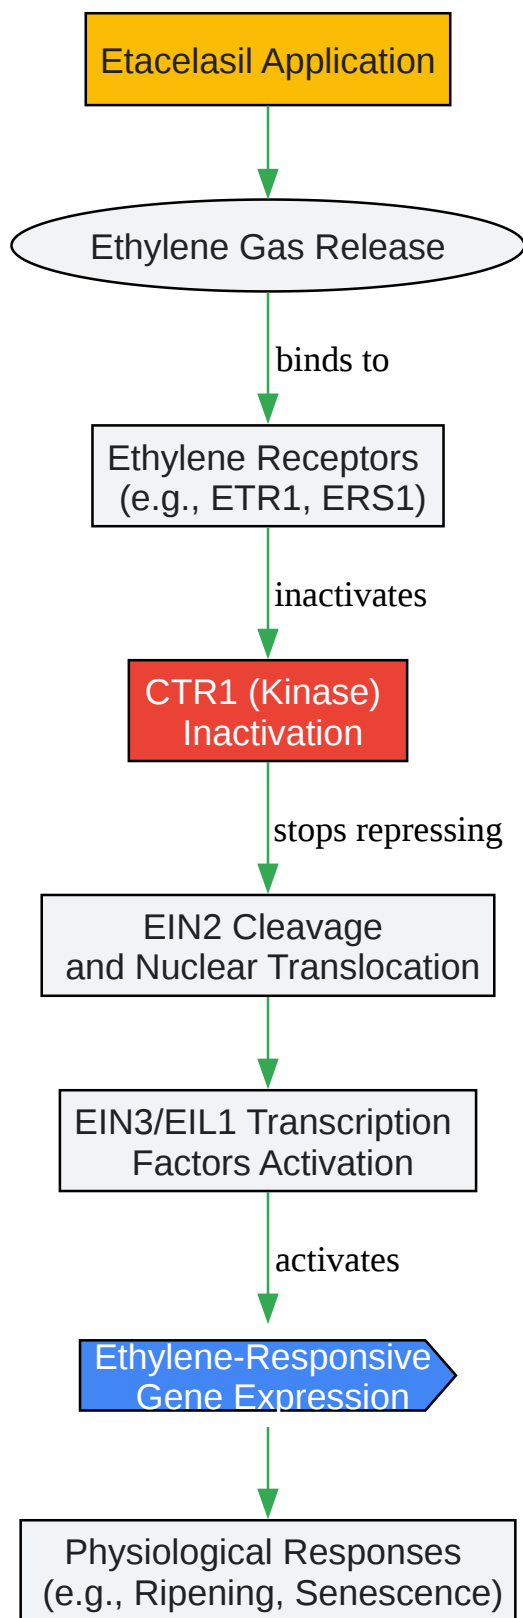 Etacelasil Application
Ethylene Gas Release
binds to
Ethylene Receptors
(e.g., ETR1, ERS1)
inactivates
CTR1 (Kinase)
Inactivation
stops repressing
EIN2 Cleavage
and Nuclear Translocation
EIN3/EIL1 Transcription
Factors Activation
activates
Ethylene-Responsive
Gene Expression
Physiological Responses
(e.g., Ripening, Senescence)